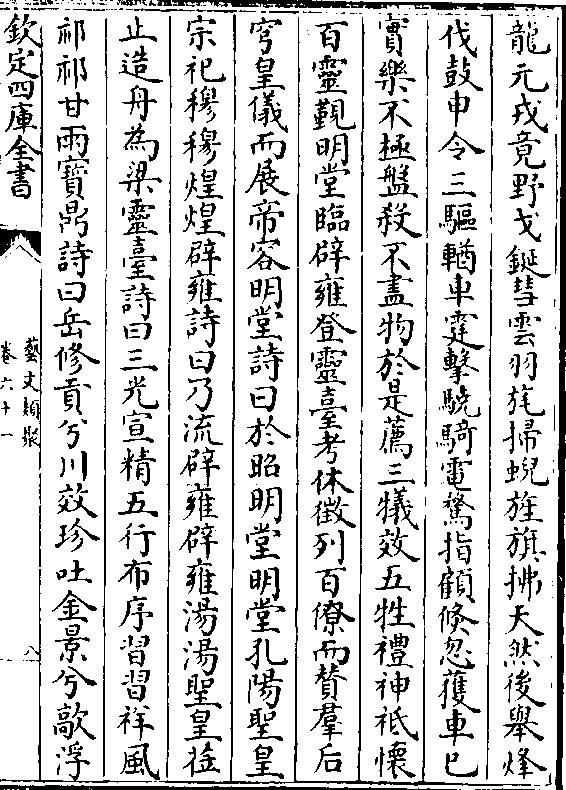 龍元戎竟野戈鋋彗雲羽旄掃蜺旌旗拂天然後舉烽
伐鼓申令三驅輶車霆擊驍騎電驁指顧倐忽獲車已
實樂不極盤殺不盡物於是薦三犧效五牲禮神祗懷
百靈覲明堂臨辟雍登靈臺考休徵列百僚而贊羣后
穹皇儀而展帝容明堂詩曰於昭明堂明堂孔陽聖皇
宗祀穆穆煌煌辟雍詩曰乃流辟雍辟雍湯湯聖皇莅
止造舟為梁靈臺詩曰三光宣精五行布序習習祥風
祁祁甘雨寶鼎詩曰岳修貢兮川效珍吐金景兮歊浮
欽定四庫全書
藝文類聚
卷六十一
八